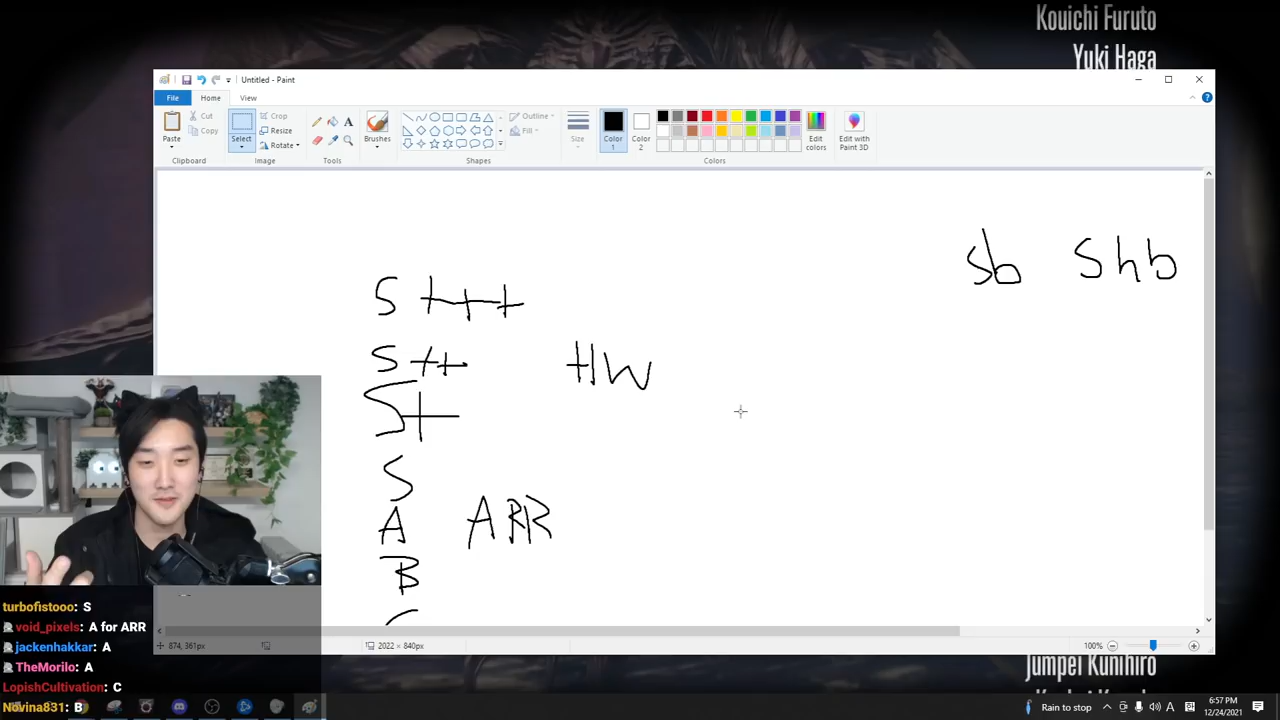 Kouichi Furuto
Yuki Haga
Untitled - Paint
File Home View
Paste
Cut
Copy
Clipboard
Select
Crop
Resize
Rotate
Image
Tools
Brushes
Shapes
Outline
Fill
Size
Color 1
Color 2
Edit colors
Colors
Edit with Paint 3D
Sb Shb
S +++
S ++ HW
S+
S
A ARR
B
turbofistooo: S
void_pixels: A for ARR
jackenhakkar: A
TheMorilo: A
LopishCultivation: C
Novina831: B
874, 361px
2022 × 840px
100%
Jumpei Kunihiro
Rain to stop
A
6:57 PM
12/24/2021